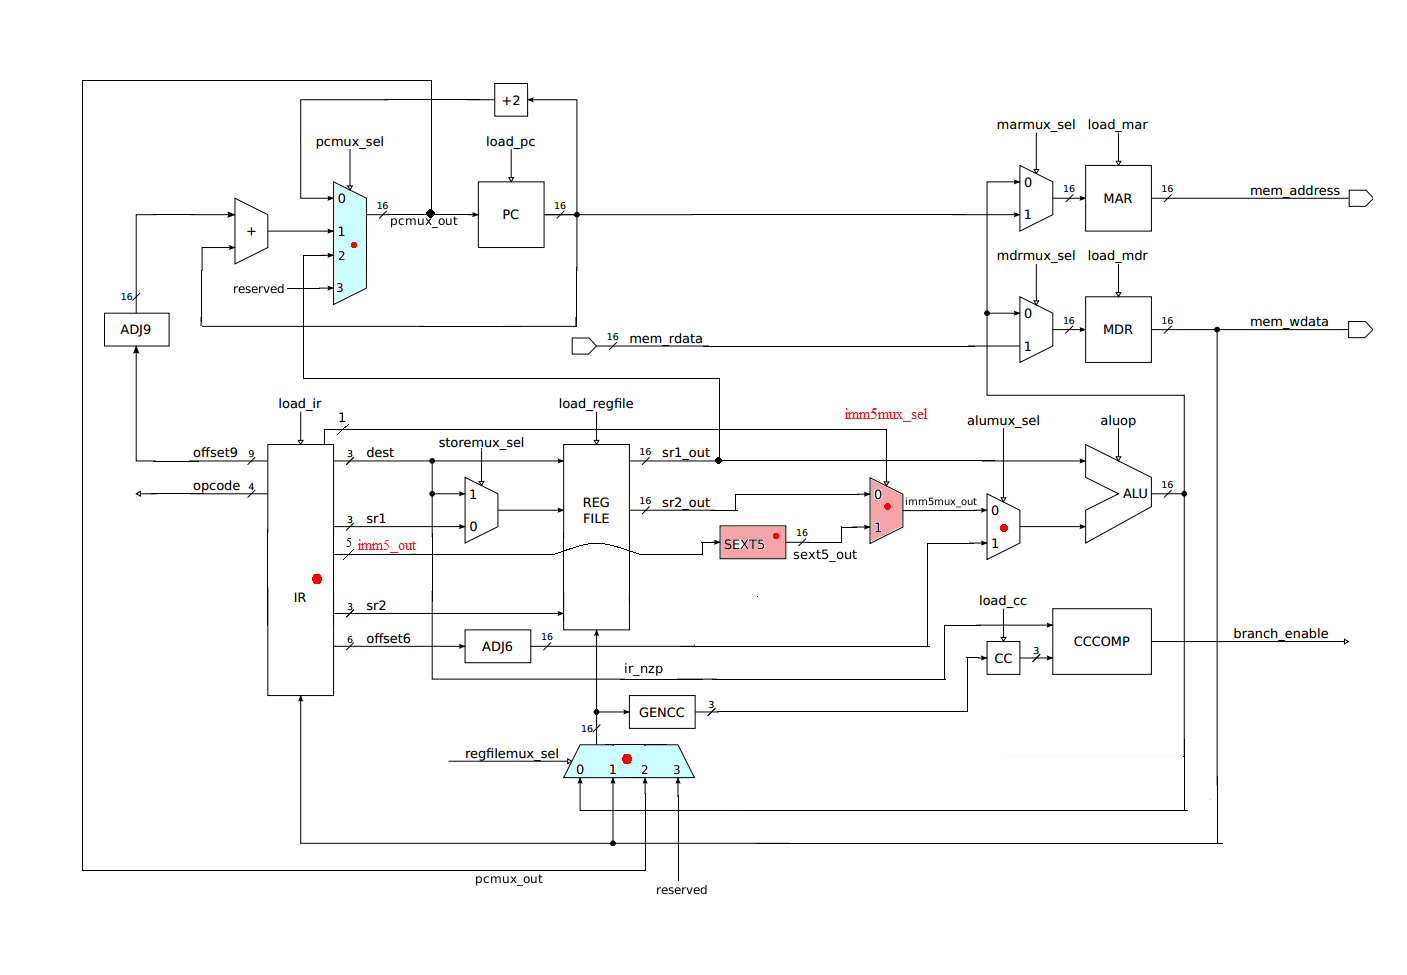 +2
marmux_sel
load_mar
pcmux_sel
load_pc
0
16
MAR
16
mem_address
0
16
pcmux_out
PC
16
1
+
1
2
mdrmux_sel
load_mdr
reserved
3
16
ADJ9
0
16
MDR
16
mem_wdata
16
mem_rdata
1
load_ir
load_regfile
1
imm5mux_sel
alumux_sel
aluop
offset9
9
3
dest
storemux_sel
16
sr1_out
opcode
4
1
REG
FILE
16
sr2_out
0
imm5mux_out
0
ALU
16
3
sr1
0
1
5
imm5_out
SEXT5
16
sext5_out
1
IR
3
sr2
load_cc
6
offset6
ADJ6
16
CC
3
CCCOMP
branch_enable
ir_nzp
GENCC
3
16
regfilemux_sel
0
1
2
3
pcmux_out
reserved